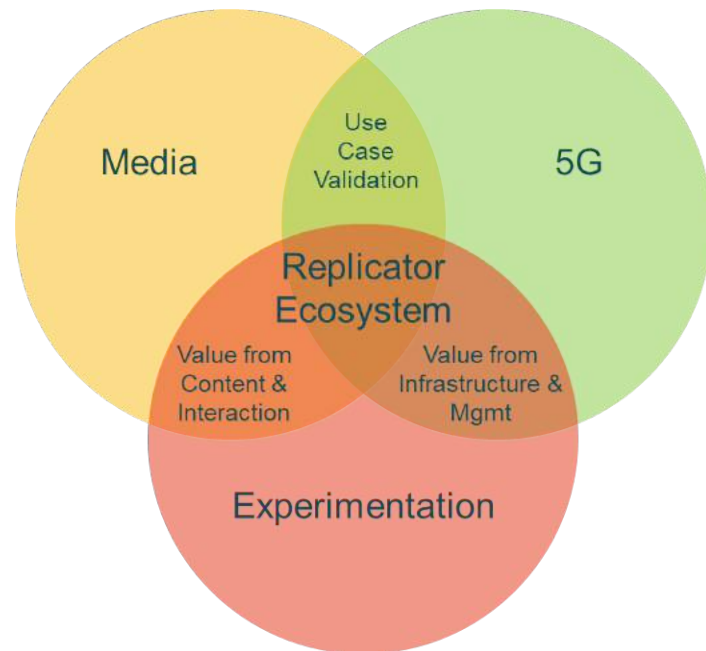 Media
5G
Use
Case
Validation
Replicator
Ecosystem
Value from
Content &
Interaction
Value from
Infrastructure &
Mgmt
Experimentation